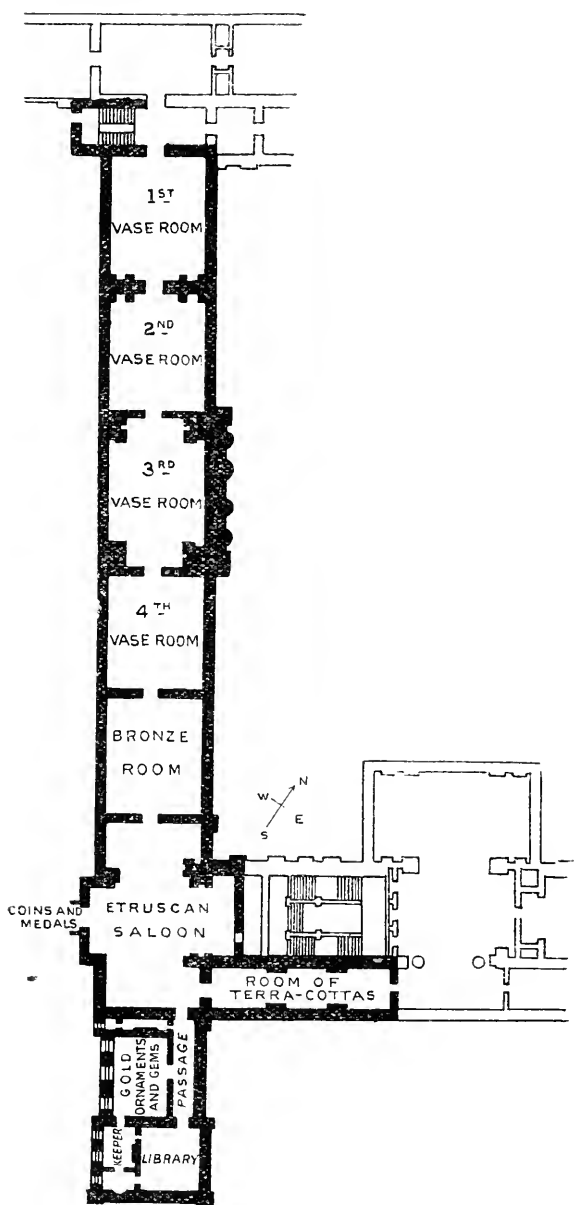 1ST
VASE ROOM
2ND
VASE ROOM
3RD
VASE ROOM
4TH
VASE ROOM
BRONZE
ROOM
N
W
E
S
COINS AND
MEDALS
ETRUSCAN
SALOON
ROOM OF
TERRA-COTTAS
GOLD
ORNAMENTS
AND GEMS
PASSAGE
KEEPER
LIBRARY